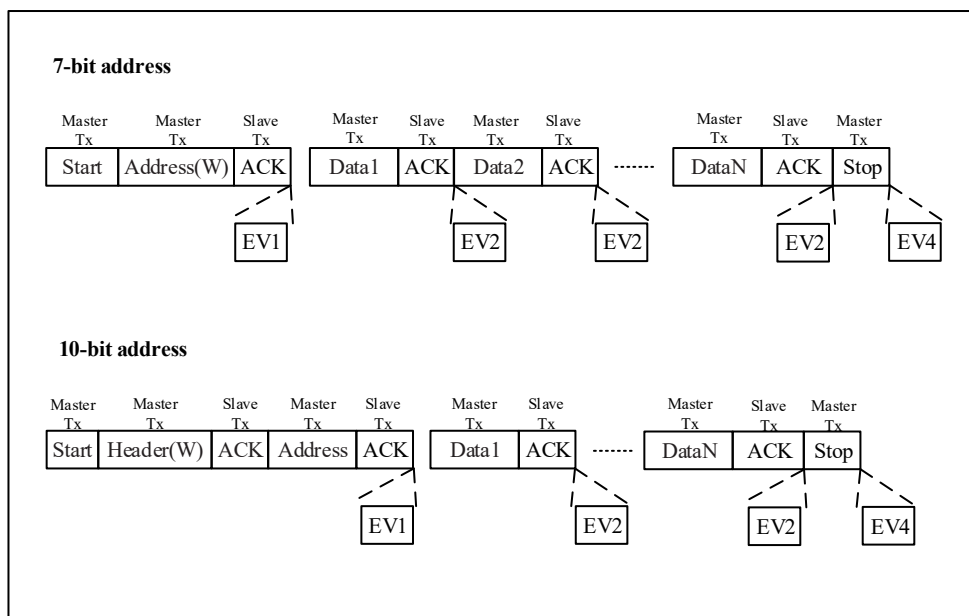 7-bit address
Master Tx Master Tx Slave Tx Master Tx Slave Tx Master Tx Slave Tx Master Tx Slave Tx Master Tx
Start Address(W) ACK Data1 ACK Data2 ACK DataN ACK Stop
EV1 EV2 EV2 EV2 EV4
10-bit address
Master Tx Master Tx Slave Tx Master Tx Slave Tx Master Tx Slave Tx Master Tx Slave Tx Master Tx
Start Header(W) ACK Address ACK Data1 ACK DataN ACK Stop
EV1 EV2 EV2 EV4